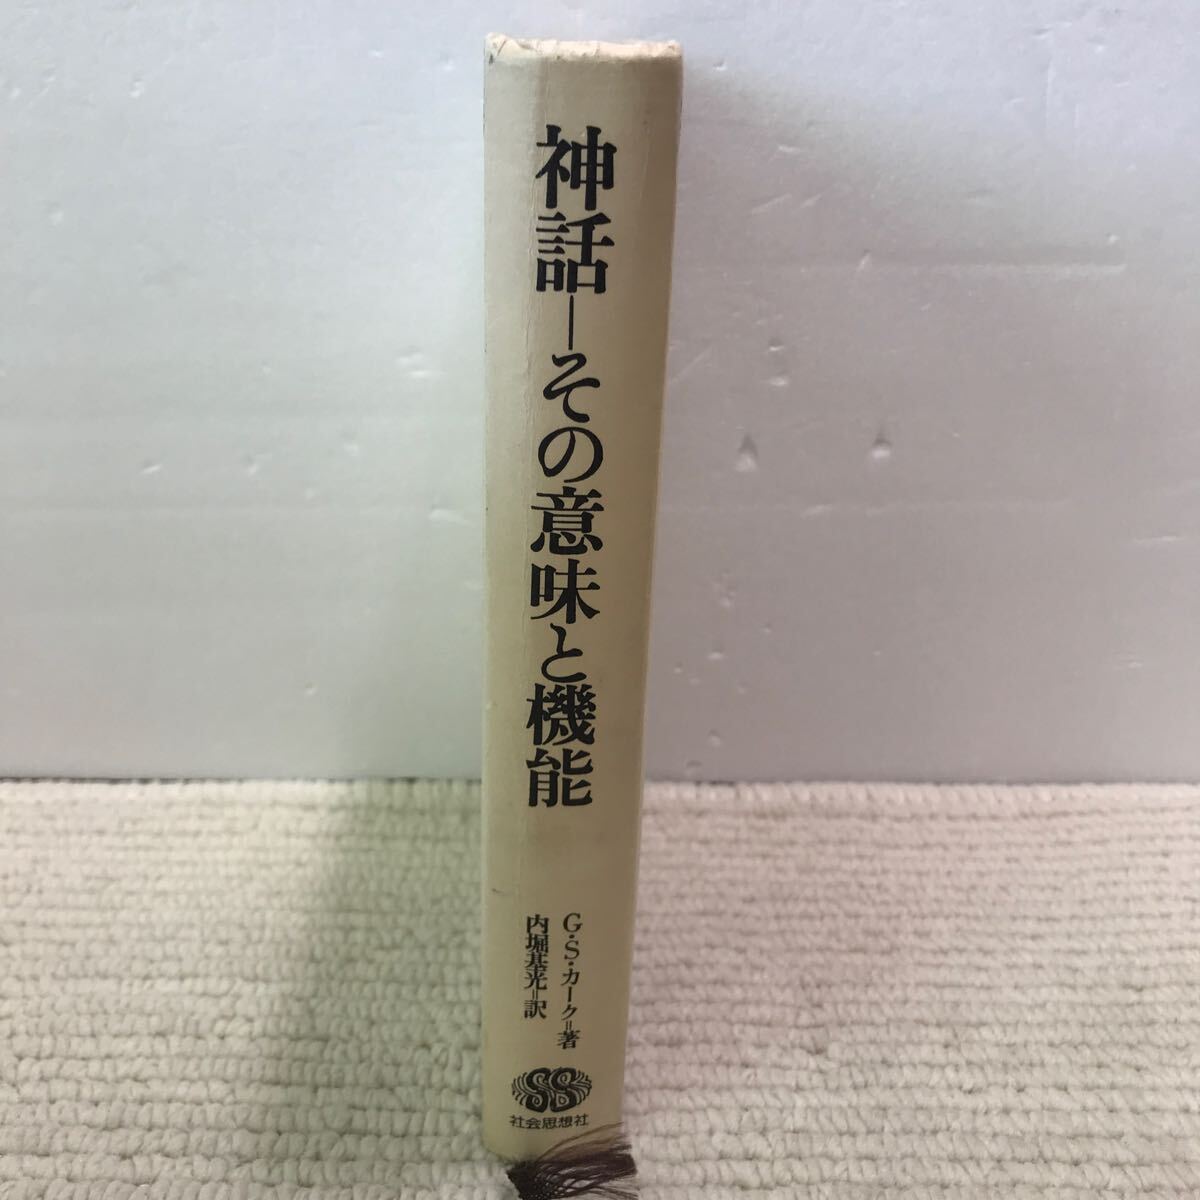 神話―その意味と機能
G・S・カーク=著
内堀基光=訳
SS
社会思想社